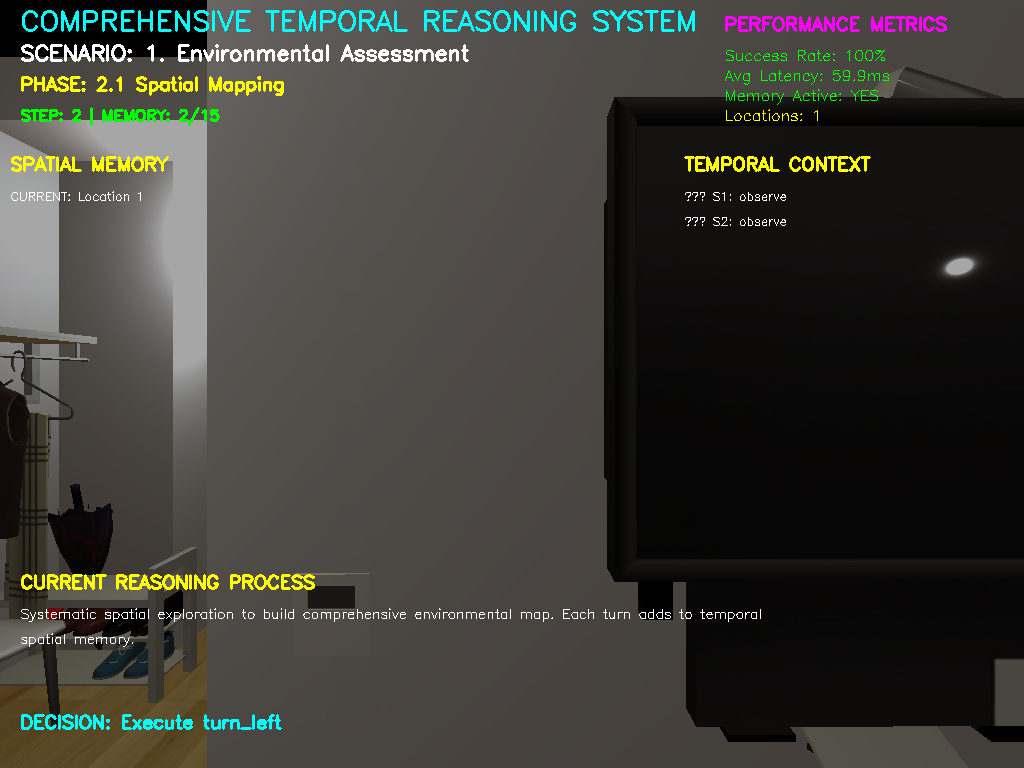 COMPREHENSIVE TEMPORAL REASONING SYSTEM
SCENARIO: 1. Environmental Assessment
PHASE: 2.1 Spatial Mapping
STEP: 2 | MEMORY: 2/15
PERFORMANCE METRICS
Success Rate: 100%
Avg Latency: 59.9ms
Memory Active: YES
Locations: 1
SPATIAL MEMORY
CURRENT: Location 1
TEMPORAL CONTEXT
??? S1: observe
??? S2: observe
CURRENT REASONING PROCESS
Systematic spatial exploration to build comprehensive environmental map. Each turn adds to temporal
spatial memory.
DECISION: Execute turn_left